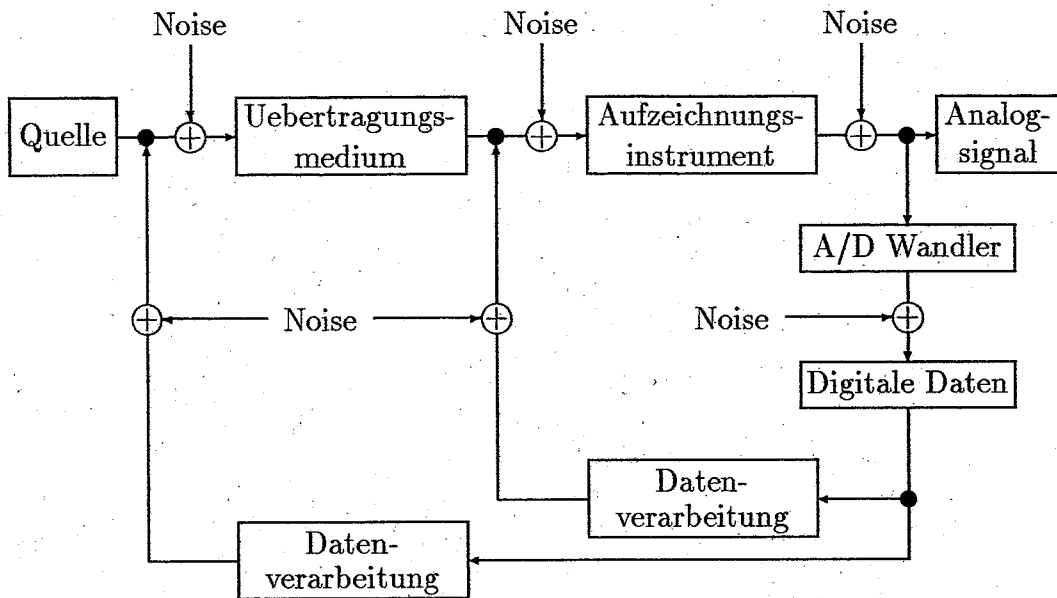 Noise
Noise
Noise
Quelle
Uebertragungs-
medium
Aufzeichnungs-
instrument
Analog-
signal
A/D Wandler
Noise
Noise
Digitale Daten
Daten-
verarbeitung
Daten-
verarbeitung